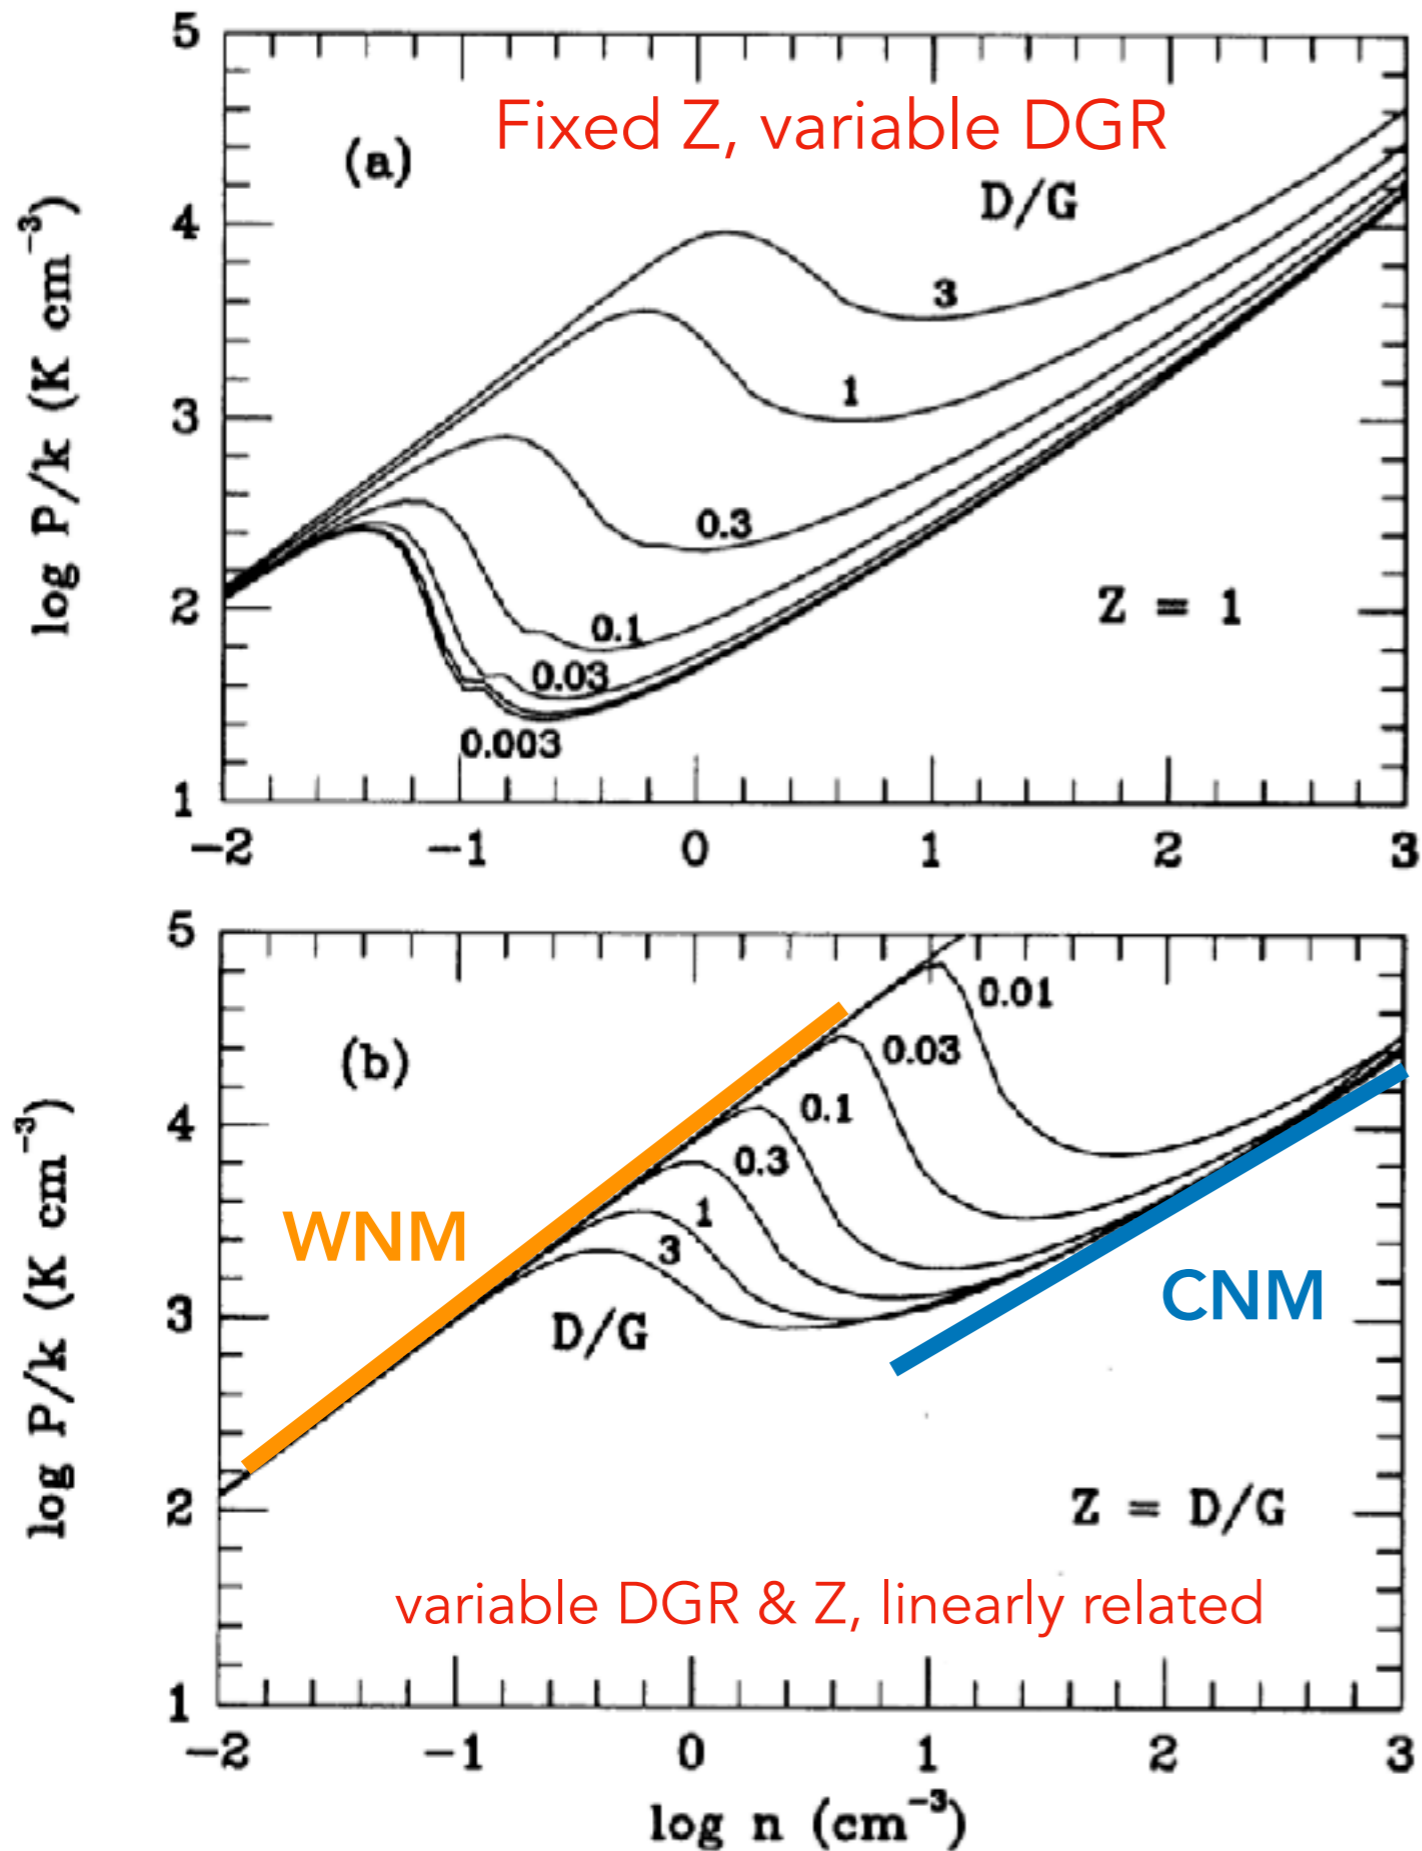 5
Fixed Z, variable DGR
(a)
D/G
4
3
1
3
0.3
2
0.1
Z = 1
0.03
0.003
1
log P/k (K cm⁻³)
-2 -1 0 1 2 3
5
0.01
(b)
0.03
4
0.1
0.3
WNM
1
3
CNM
3
D/G
2
Z = D/G
variable DGR & Z, linearly related
1
log P/k (K cm⁻³)
-2 -1 0 1 2 3
log n (cm⁻³)